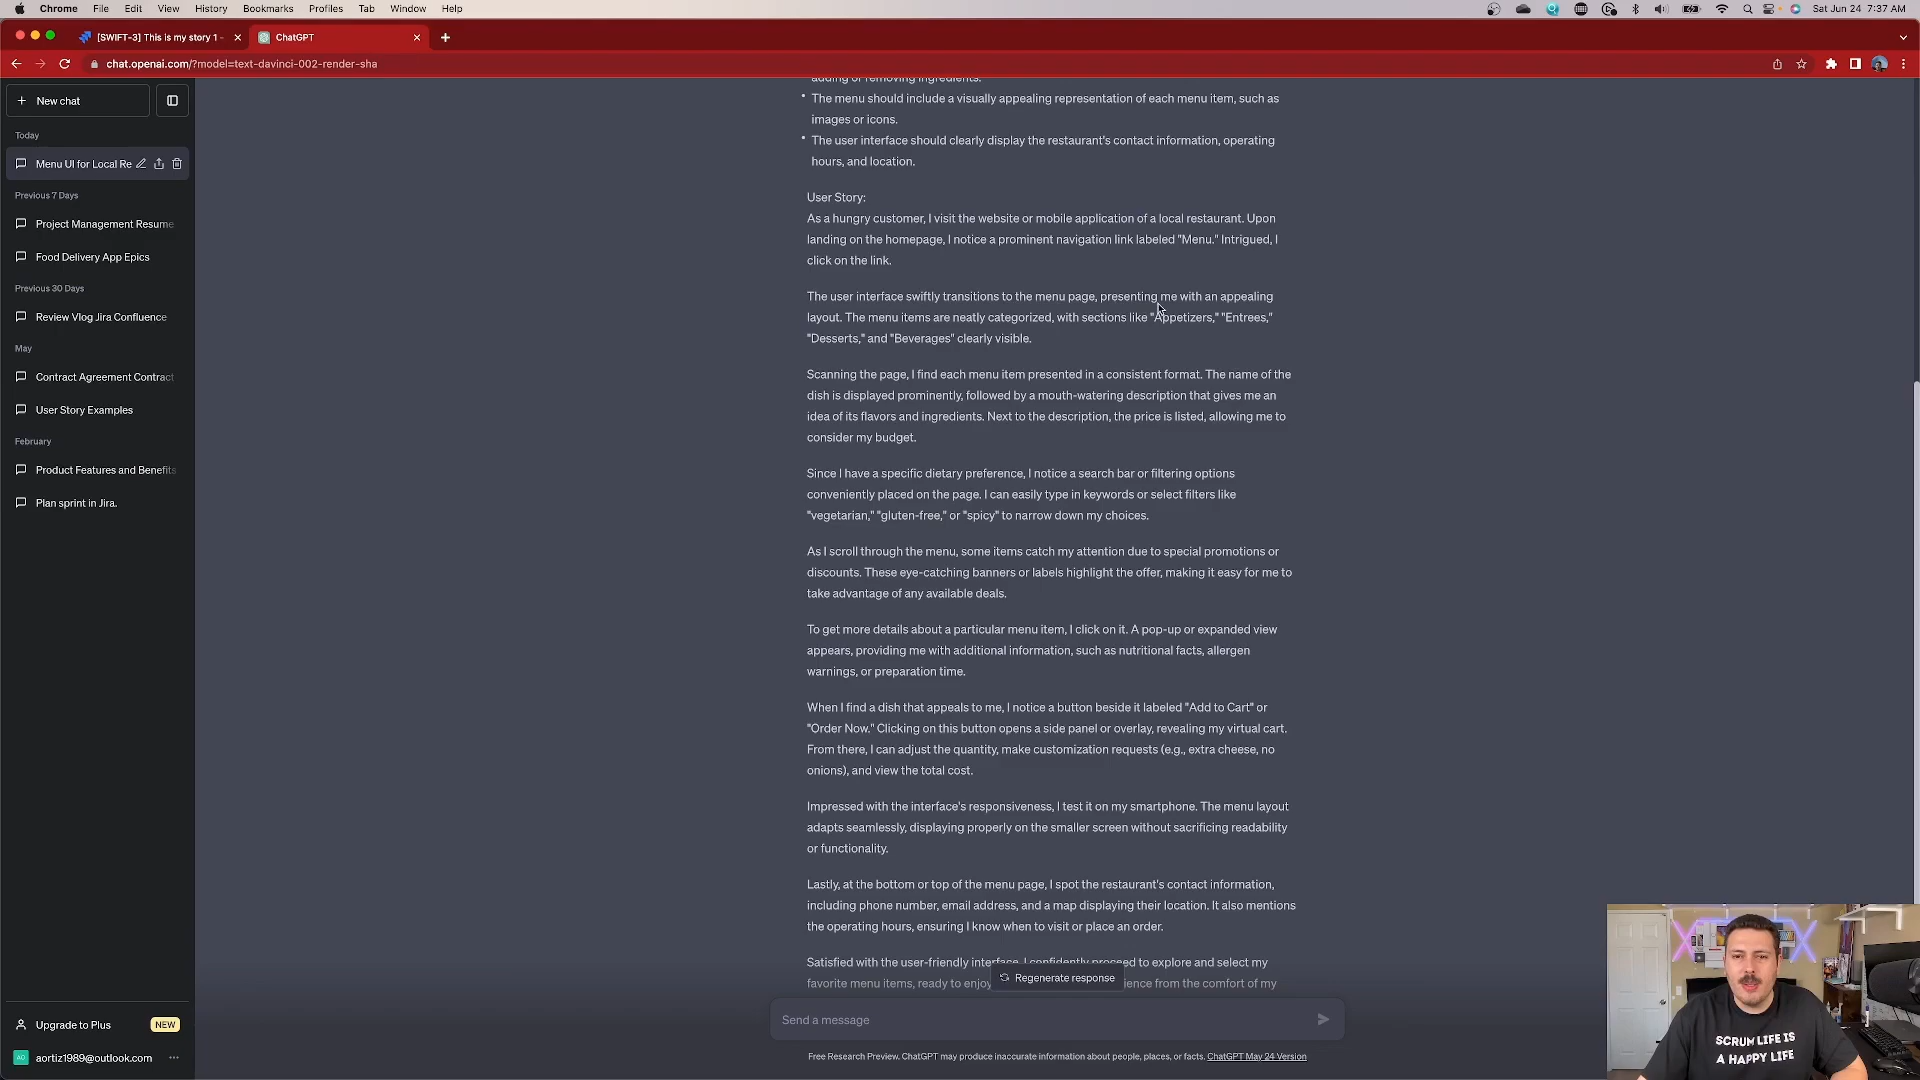 Chrome File Edit View History Bookmarks Profiles Tab Window Help Sat Jun 24 7:37 AM
[SWIFT-3] This is my story 1 - ChatGPT
chat.openai.com/?model=text-davinci-002-render-sha
New chat
Today
Menu UI for Local Re
Previous 7 Days
Project Management Resume
Food Delivery App Epics
Previous 30 Days
Review Vlog Jira Confluence
May
Contract Agreement Contract
User Story Examples
February
Product Features and Benefits
Plan sprint in Jira.
Upgrade to Plus NEW
AO aortiz1989@outlook.com
adding or removing ingredients.
• The menu should include a visually appealing representation of each menu item, such as
images or icons.
• The user interface should clearly display the restaurant's contact information, operating
hours, and location.
User Story:
As a hungry customer, I visit the website or mobile application of a local restaurant. Upon
landing on the homepage, I notice a prominent navigation link labeled "Menu." Intrigued, I
click on the link.
The user interface swiftly transitions to the menu page, presenting me with an appealing
layout. The menu items are neatly categorized, with sections like "Appetizers," "Entrees,"
"Desserts," and "Beverages" clearly visible.
Scanning the page, I find each menu item presented in a consistent format. The name of the
dish is displayed prominently, followed by a mouth-watering description that gives me an
idea of its flavors and ingredients. Next to the description, the price is listed, allowing me to
consider my budget.
Since I have a specific dietary preference, I notice a search bar or filtering options
conveniently placed on the page. I can easily type in keywords or select filters like
"vegetarian," "gluten-free," or "spicy" to narrow down my choices.
As I scroll through the menu, some items catch my attention due to special promotions or
discounts. These eye-catching banners or labels highlight the offer, making it easy for me to
take advantage of any available deals.
To get more details about a particular menu item, I click on it. A pop-up or expanded view
appears, providing me with additional information, such as nutritional facts, allergen
warnings, or preparation time.
When I find a dish that appeals to me, I notice a button beside it labeled "Add to Cart" or
"Order Now." Clicking on this button opens a side panel or overlay, revealing my virtual cart.
From there, I can adjust the quantity, make customization requests (e.g., extra cheese, no
onions), and view the total cost.
Impressed with the interface's responsiveness, I test it on my smartphone. The menu layout
adapts seamlessly, displaying properly on the smaller screen without sacrificing readability
or functionality.
Lastly, at the bottom or top of the menu page, I spot the restaurant's contact information,
including phone number, email address, and a map displaying their location. It also mentions
the operating hours, ensuring I know when to visit or place an order.
Satisfied with the user-friendly interface, I confidently proceed to explore and select my
favorite menu items, ready to enjoy ience from the comfort of my
Regenerate response
Send a message
Free Research Preview. ChatGPT may produce inaccurate information about people, places, or facts. ChatGPT May 24 Version
SCRUM LIFE IS
A HAPPY LIFE